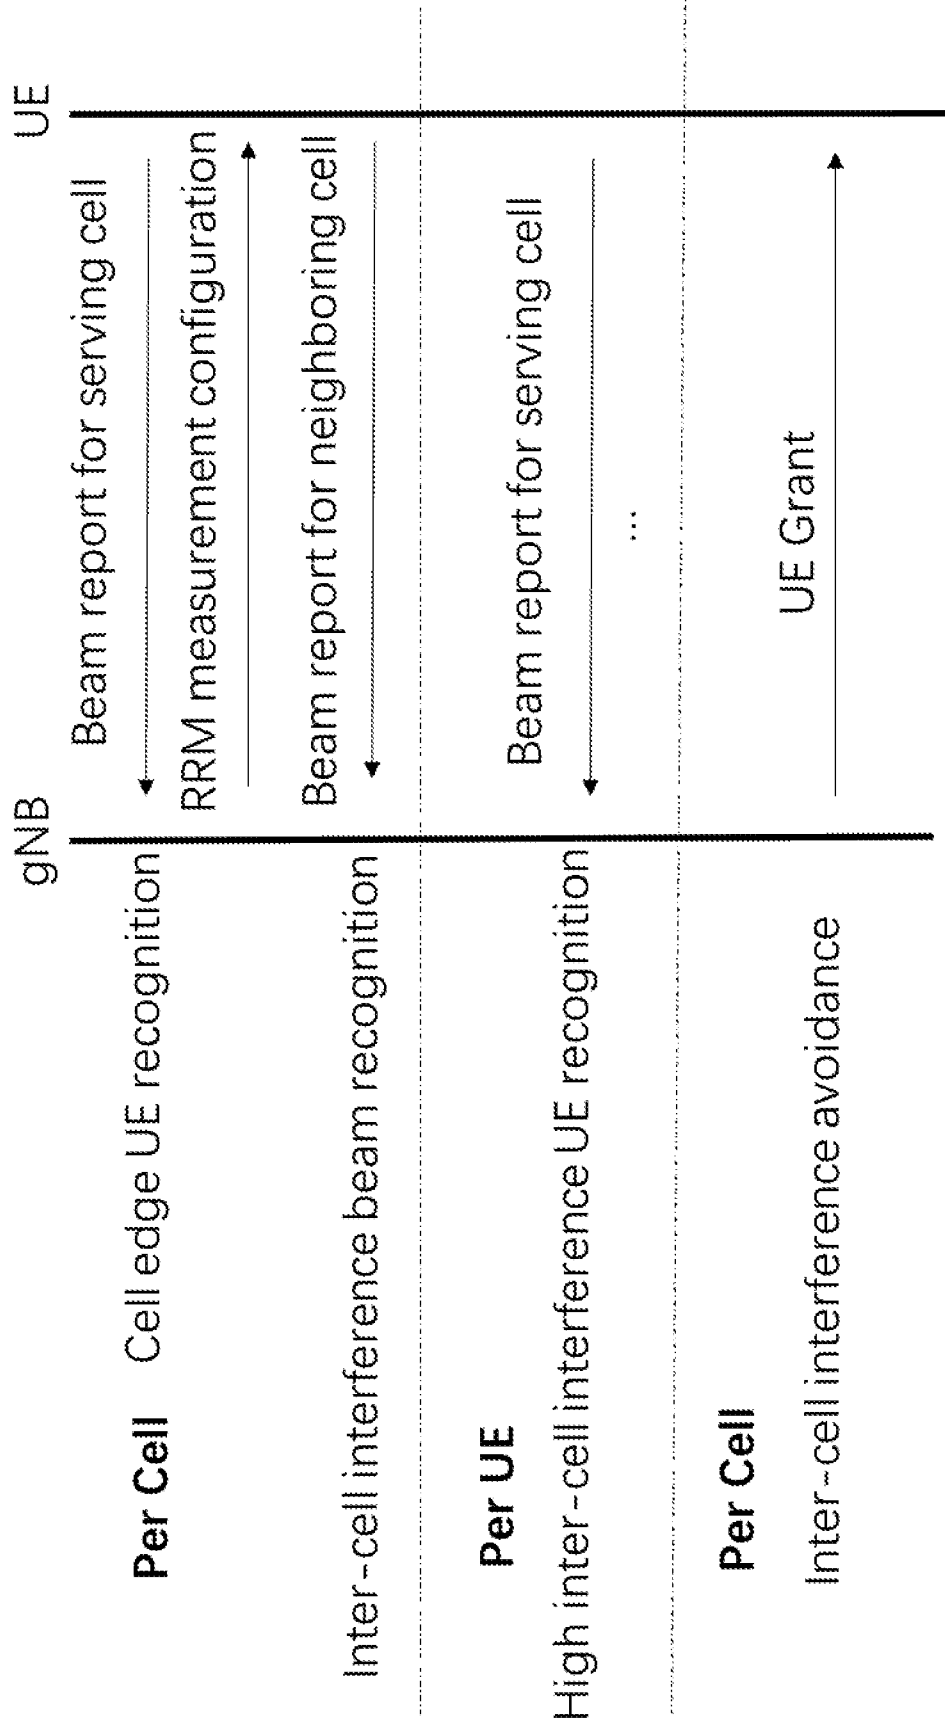 gNB
UE
Per Cell
Cell edge UE recognition
Beam report for serving cell
RRM measurement configuration
Inter-cell interference beam recognition
Beam report for neighboring cell
Per UE
High inter-cell interference UE recognition
Beam report for serving cell
...
Per Cell
Inter-cell interference avoidance
UE Grant